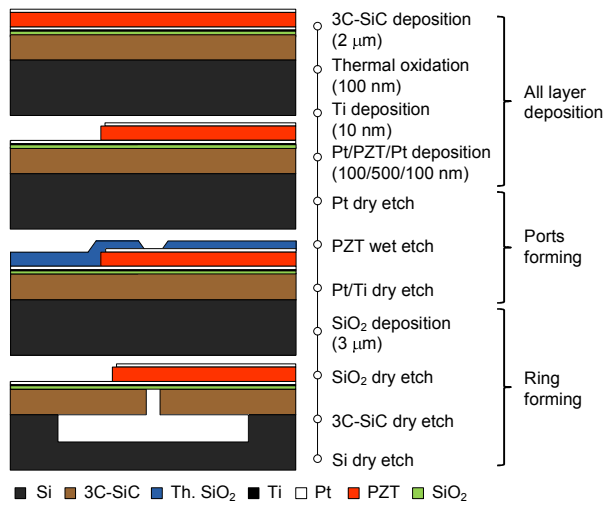 3C-SiC deposition
(2 μm)
Thermal oxidation
(100 nm)
Ti deposition
(10 nm)
Pt/PZT/Pt deposition
(100/500/100 nm)
All layer
deposition
Pt dry etch
PZT wet etch
Pt/Ti dry etch
Ports
forming
SiO₂ deposition
(3 μm)
SiO₂ dry etch
3C-SiC dry etch
Si dry etch
Ring
forming
Si 3C-SiC Th. SiO₂ Ti Pt PZT SiO₂